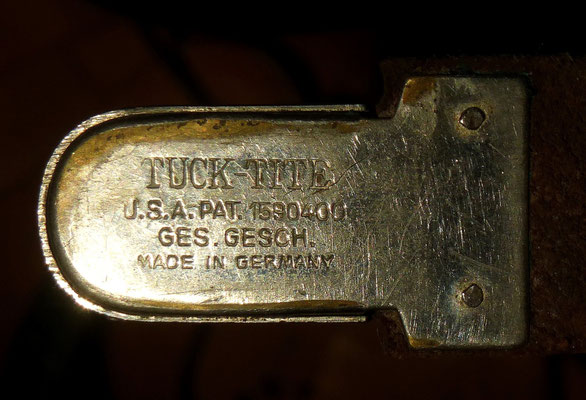 TUCK-TITE
U.S.A. PAT. 1590400
GES. GESCH.
MADE IN GERMANY